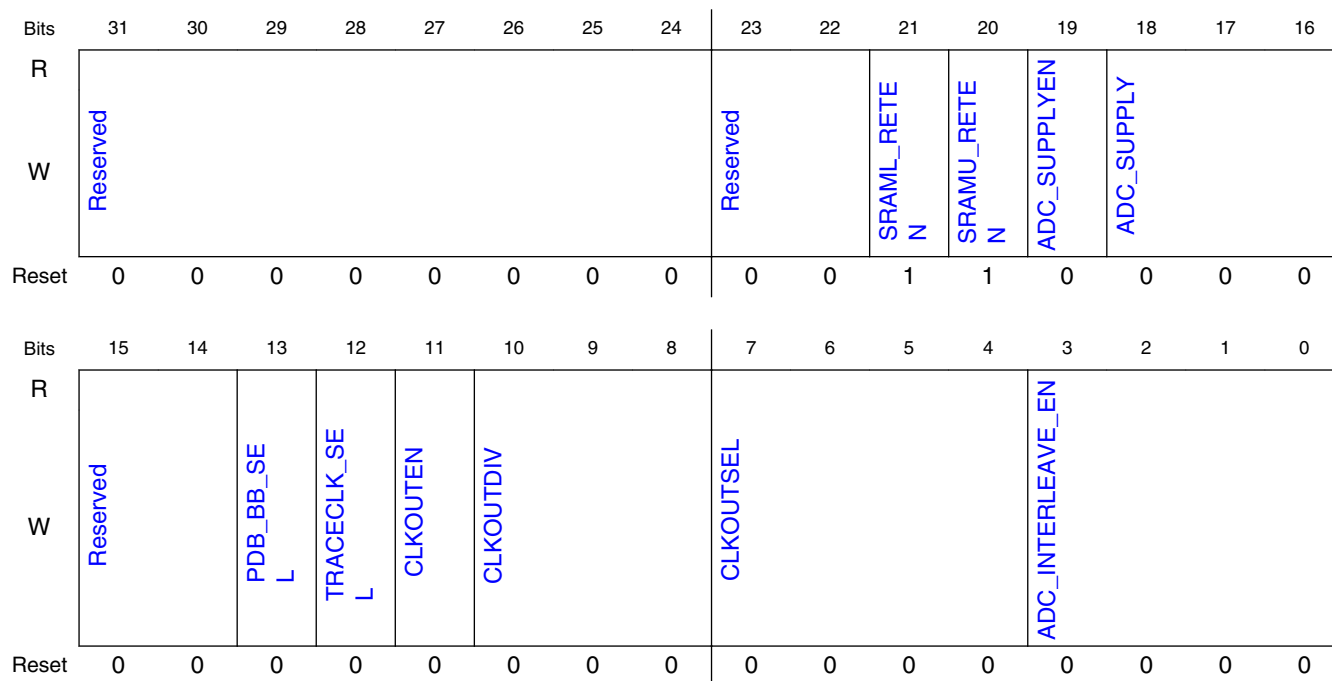 Bits 31 30 29 28 27 26 25 24 23 22 21 20 19 18 17 16
R
W
Reserved
Reserved
SRAML_RETE
N
SRAMU_RETE
N
ADC_SUPPLYEN
ADC_SUPPLY
Reset 0 0 0 0 0 0 0 0 0 0 1 1 0 0 0 0
Bits 15 14 13 12 11 10 9 8 7 6 5 4 3 2 1 0
R
W
Reserved
PDB_BB_SE
L
TRACECLK_SE
L
CLKOUTEN
CLKOUTDIV
CLKOUTSEL
ADC_INTERLEAVE_EN
Reset 0 0 0 0 0 0 0 0 0 0 0 0 0 0 0 0